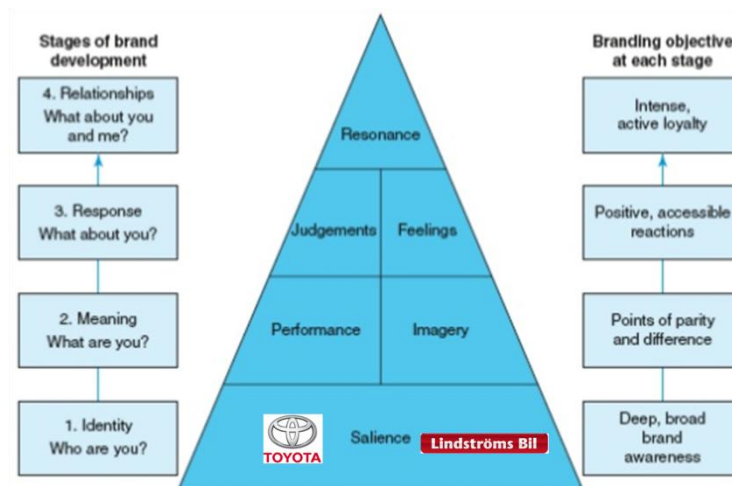 Stages of brand
development
4. Relationships
What about you
and me?
3. Response
What about you?
2. Meaning
What are you?
1. Identity
Who are you?
Resonance
Judgements
Feelings
Performance
Imagery
Salience
TOYOTA
Lindströms Bil
Branding objective
at each stage
Intense,
active loyalty
Positive, accessible
reactions
Points of parity
and difference
Deep, broad
brand
awareness